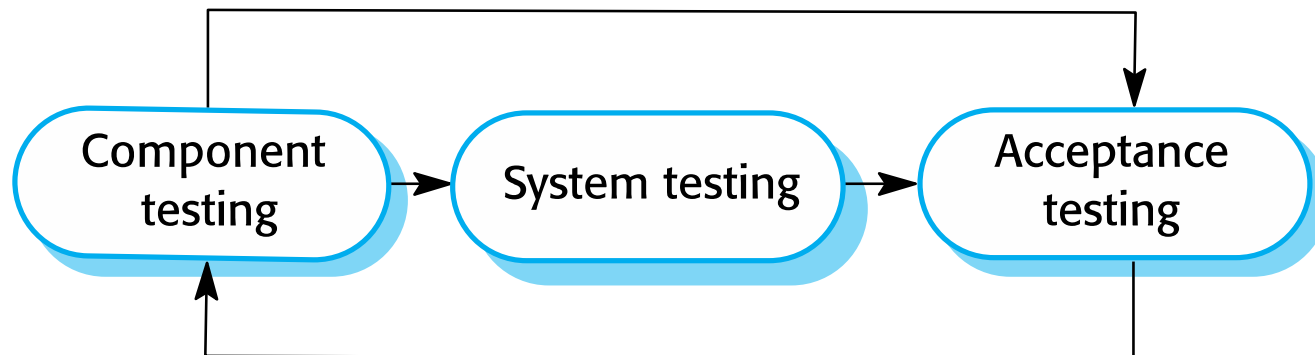 Component
testing
System testing
Acceptance
testing